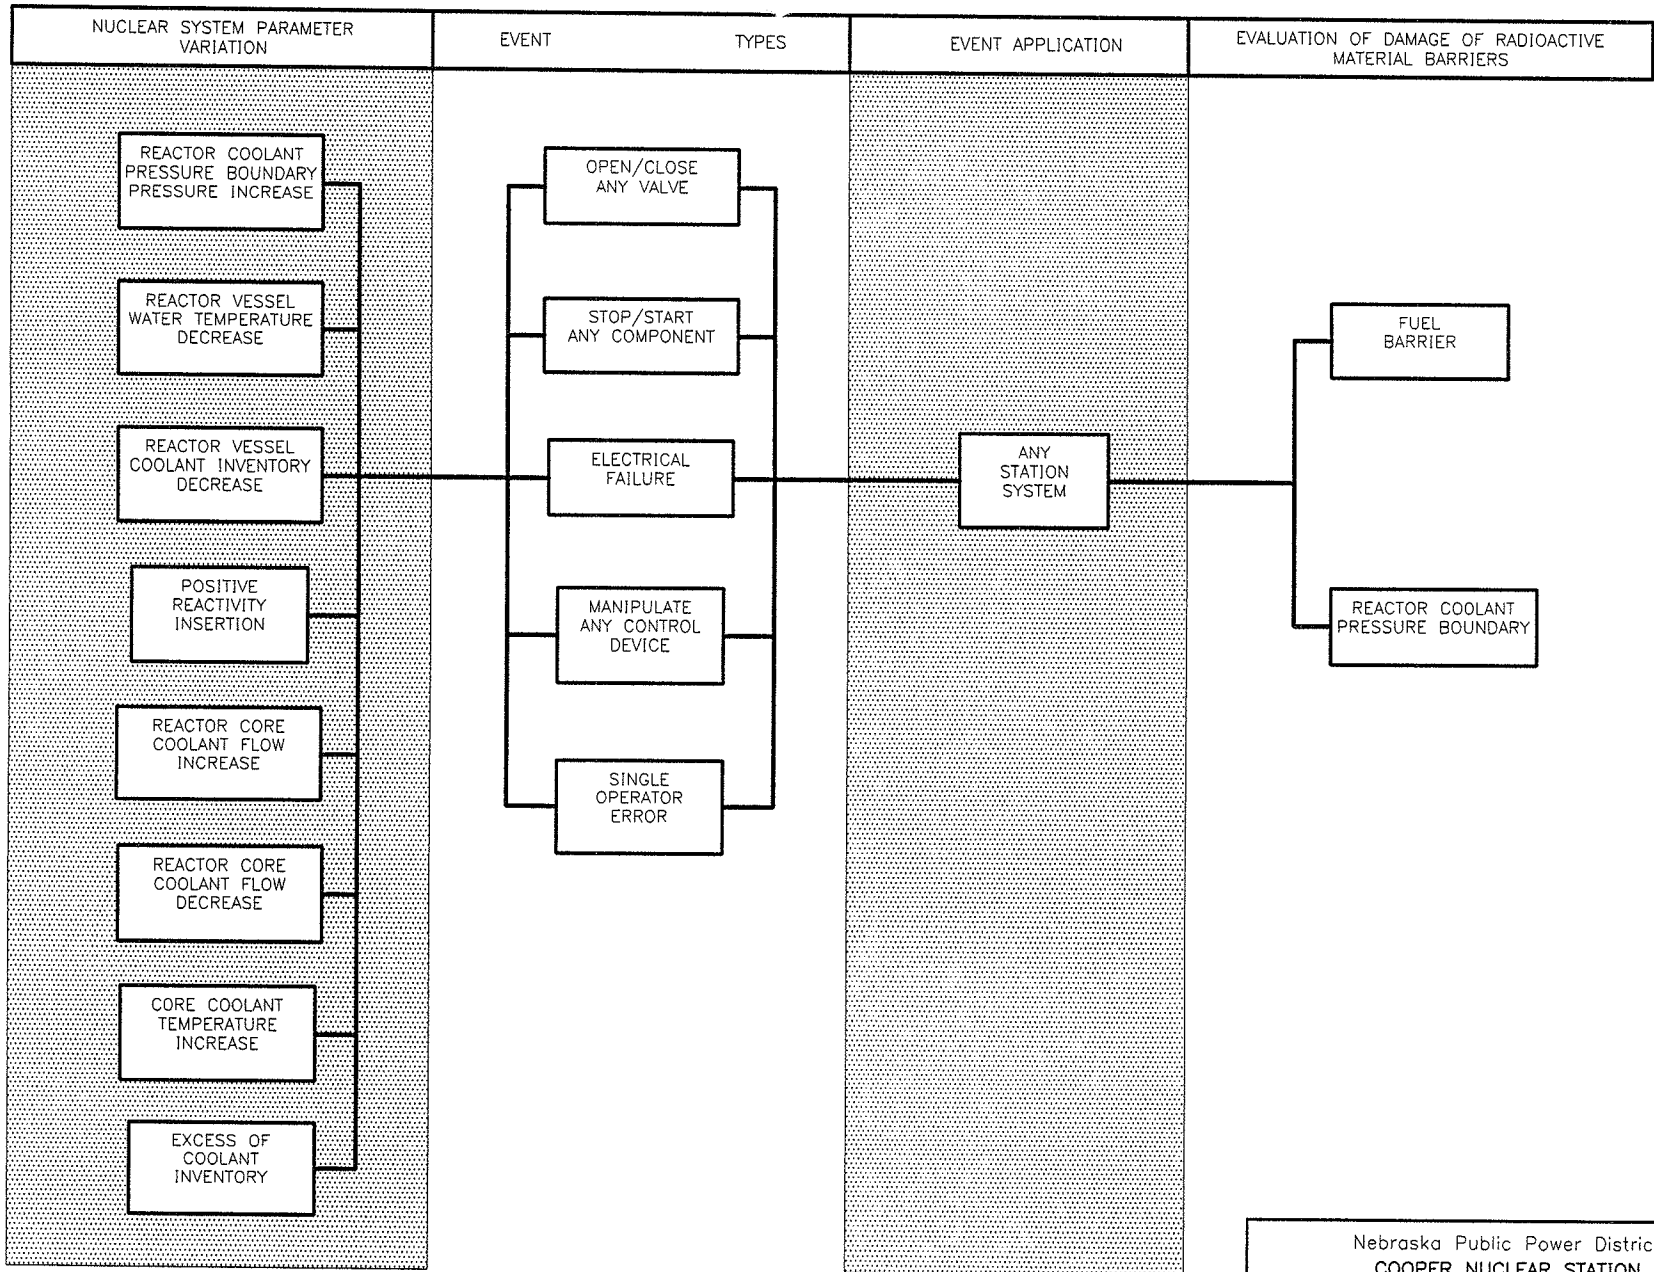 NUCLEAR SYSTEM PARAMETER
VARIATION
EVENT TYPES
EVENT APPLICATION
EVALUATION OF DAMAGE OF RADIOACTIVE
MATERIAL BARRIERS
REACTOR COOLANT
PRESSURE BOUNDARY
PRESSURE INCREASE
REACTOR VESSEL
WATER TEMPERATURE
DECREASE
REACTOR VESSEL
COOLANT INVENTORY
DECREASE
POSITIVE
REACTIVITY
INSERTION
REACTOR CORE
COOLANT FLOW
INCREASE
REACTOR CORE
COOLANT FLOW
DECREASE
CORE COOLANT
TEMPERATURE
INCREASE
EXCESS OF
COOLANT
INVENTORY
OPEN/CLOSE
ANY VALVE
STOP/START
ANY COMPONENT
ELECTRICAL
FAILURE
MANIPULATE
ANY CONTROL
DEVICE
SINGLE
OPERATOR
ERROR
ANY
STATION
SYSTEM
FUEL
BARRIER
REACTOR COOLANT
PRESSURE BOUNDARY
Nebraska Public Power Distric
COOPER NUCLEAR STATION